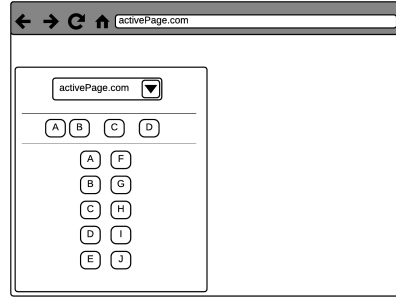 activePage.com
activePage.com
A B C D
A F
B G
C H
D I
E J